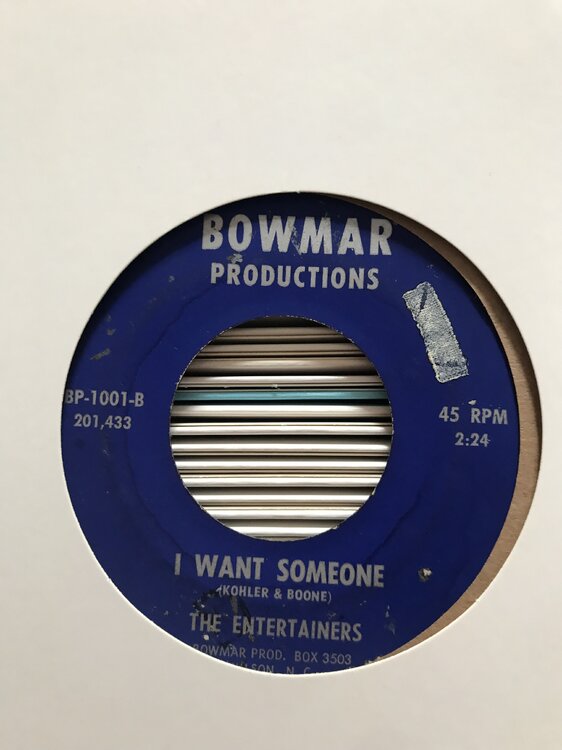 BOWMAR
PRODUCTIONS
BP-1001-B
201,433
45 RPM
2:24
I WANT SOMEONE
(KOHLER & BOONE)
THE ENTERTAINERS
BOWMAR PROD. BOX 3503
N. C.